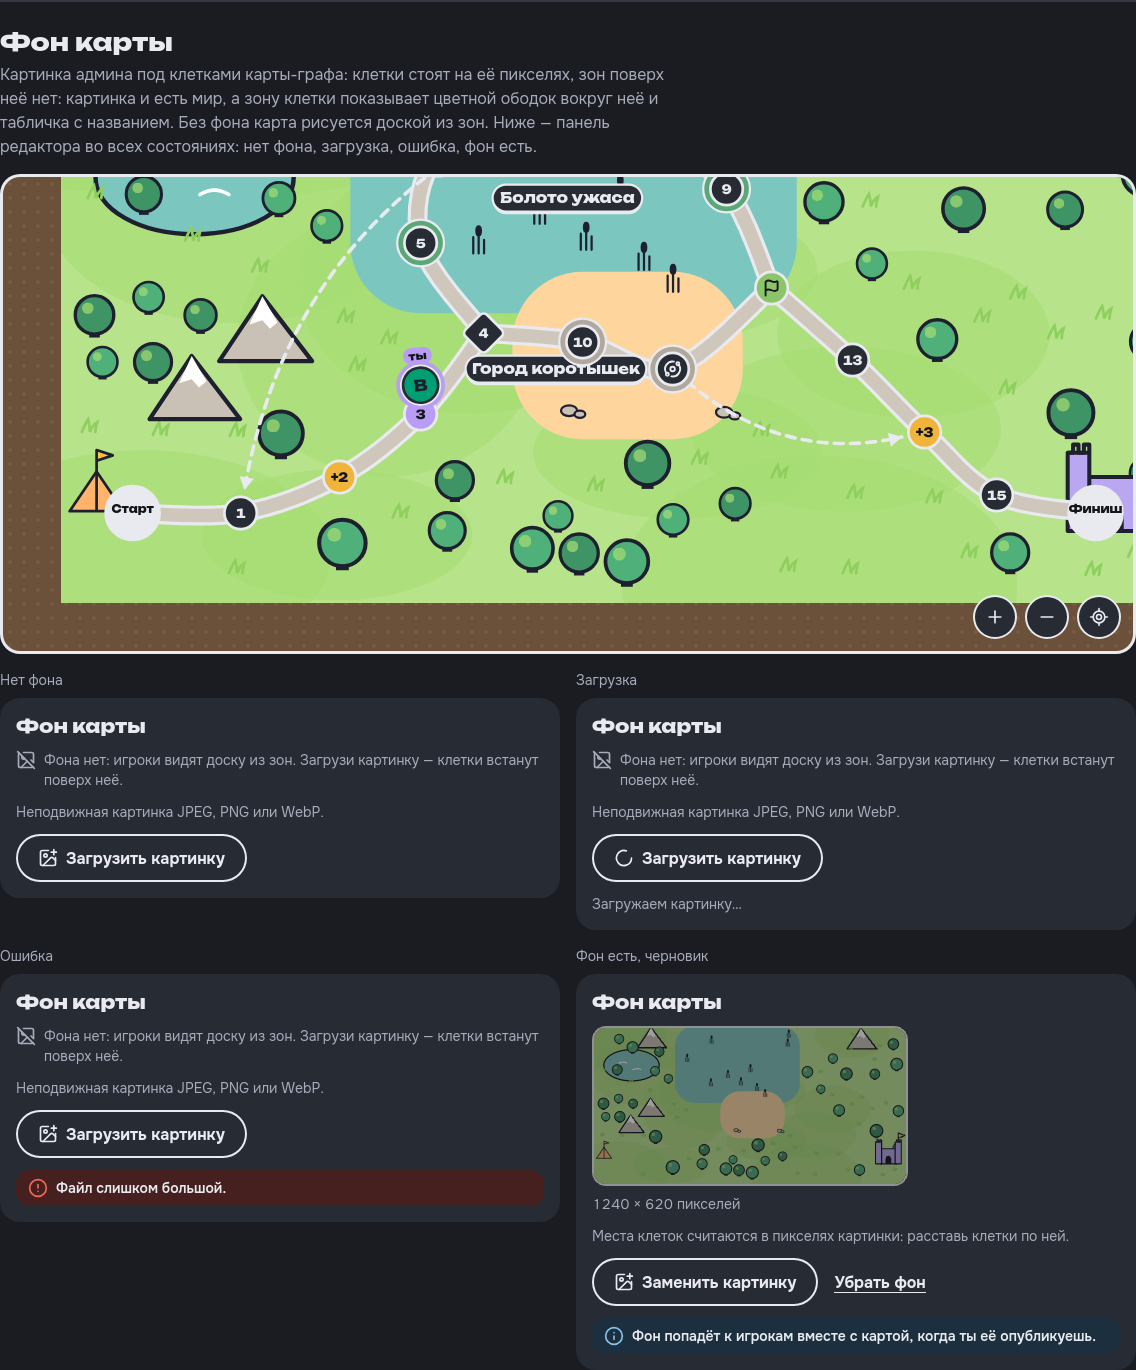 Фон карты
Картинка админа под клетками карты-графа: клетки стоят на её пикселях, зон поверх
неё нет: картинка и есть мир, а зону клетки показывает цветной ободок вокруг неё и
табличка с названием. Без фона карта рисуется доской из зон. Ниже — панель
редактора во всех состояниях: нет фона, загрузка, ошибка, фон есть.
Болото ужаса
9
5
4
10
13
ты
Город коротышек
В
3
+3
+2
15
Старт
1
Финиш
Нет фона
Фон карты
Фона нет: игроки видят доску из зон. Загрузи картинку — клетки встанут
поверх неё.
Неподвижная картинка JPEG, PNG или WebP.
Загрузить картинку
Загрузка
Фон карты
Фона нет: игроки видят доску из зон. Загрузи картинку — клетки встанут
поверх неё.
Неподвижная картинка JPEG, PNG или WebP.
Загрузить картинку
Загружаем картинку...
Ошибка
Фон карты
Фона нет: игроки видят доску из зон. Загрузи картинку — клетки встанут
поверх неё.
Неподвижная картинка JPEG, PNG или WebP.
Загрузить картинку
Файл слишком большой.
Фон есть, черновик
Фон карты
1240 × 620 пикселей
Места клеток считаются в пикселях картинки: расставь клетки по ней.
Заменить картинку
Убрать фон
Фон попадёт к игрокам вместе с картой, когда ты её опубликуешь.